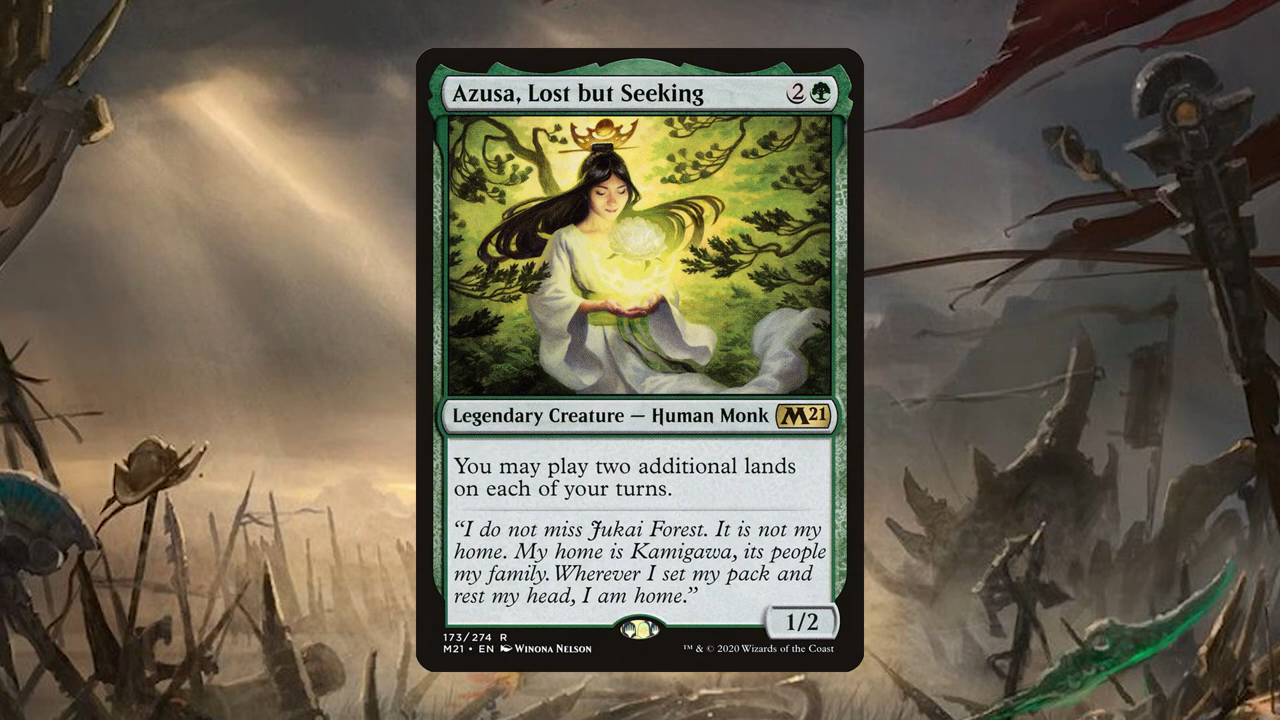 Azusa, Lost but Seeking 2
Legendary Creature — Human Monk M21
You may play two additional lands
on each of your turns.
“I do not miss Jukai Forest. It is not my
home. My home is Kamigawa, its people
my family. Wherever I set my pack and
rest my head, I am home.”
1/2
173/274 R
M21 • EN Winona Nelson
™ & © 2020 Wizards of the Coast